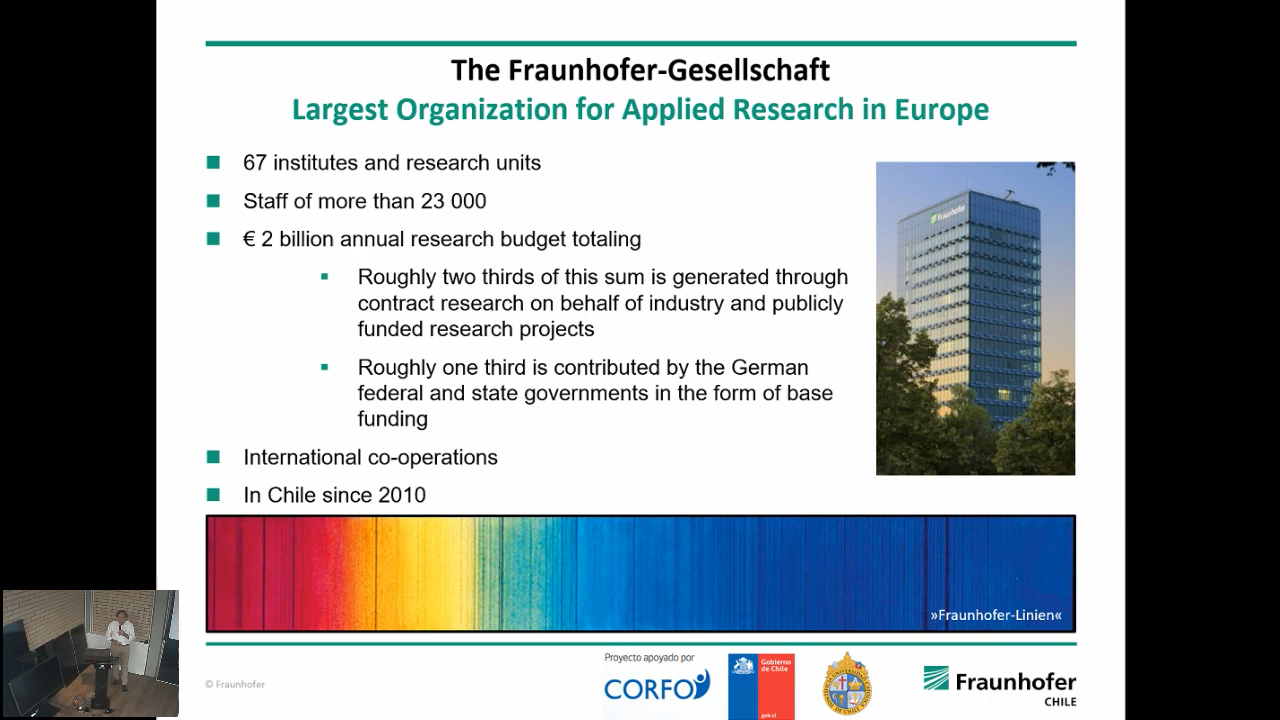 The Fraunhofer-Gesellschaft
Largest Organization for Applied Research in Europe
67 institutes and research units
Staff of more than 23 000
€ 2 billion annual research budget totaling
Roughly two thirds of this sum is generated through
contract research on behalf of industry and publicly
funded research projects
Roughly one third is contributed by the German
federal and state governments in the form of base
funding
International co-operations
In Chile since 2010
Fraunhofer
»Fraunhofer-Linien«
© Fraunhofer
Proyecto apoyado por
CORFO
Gobierno
de Chile
gob.cl
Fraunhofer
CHILE